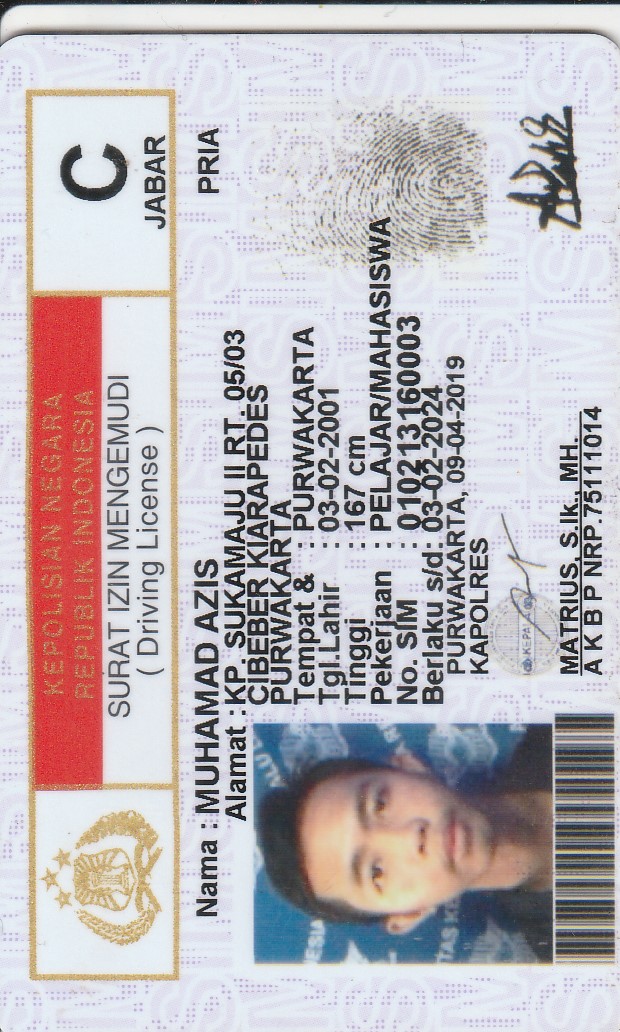 KEPOLISIAN NEGARA
REPUBLIK INDONESIA
SURAT IZIN MENGEMUDI
( Driving License )
C
JABAR
Nama : MUHAMAD AZIS
PRIA
Alamat : KP. SUKAMAJU II RT. 05/03
CIBEBER KIARAPEDES
PURWAKARTA
Tempat & : PURWAKARTA
Tgl.Lahir : 03-02-2001
Tinggi : 167 cm
Pekerjaan : PELAJAR/MAHASISWA
No. SIM : 010213160003
Berlaku s/d : 03-02-2024
PURWAKARTA, 09-04-2019
KAPOLRES
MATRIUS, S.Ik., MH.
A K B P NRP.75111014